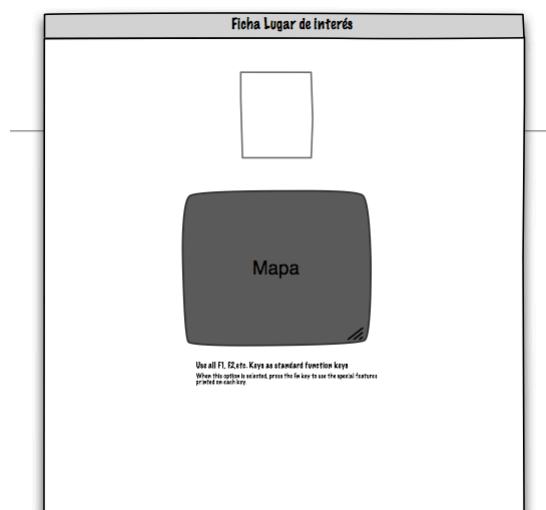 Ficha Lugar de interés
Mapa
Use all F1, F2,etc. Keys as standard function keys
When this option is selected, press the fn key to use the special features
printed on each key.